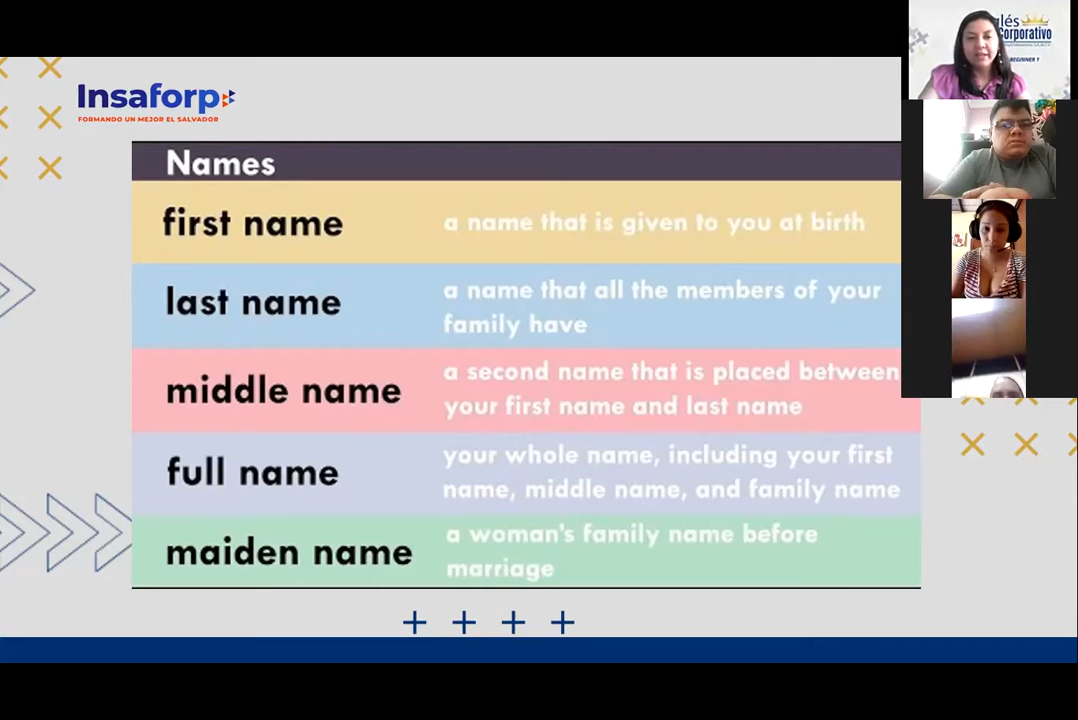 Insaforp
FORMANDO UN MEJOR EL SALVADOR
Names
first name
a name that is given to you at birth
last name
a name that all the members of your
family have
middle name
a second name that is placed between
your first name and last name
full name
your whole name, including your first
name, middle name, and family name
maiden name
a woman's family name before
marriage
glés
Corporativo
BEGINNER 1